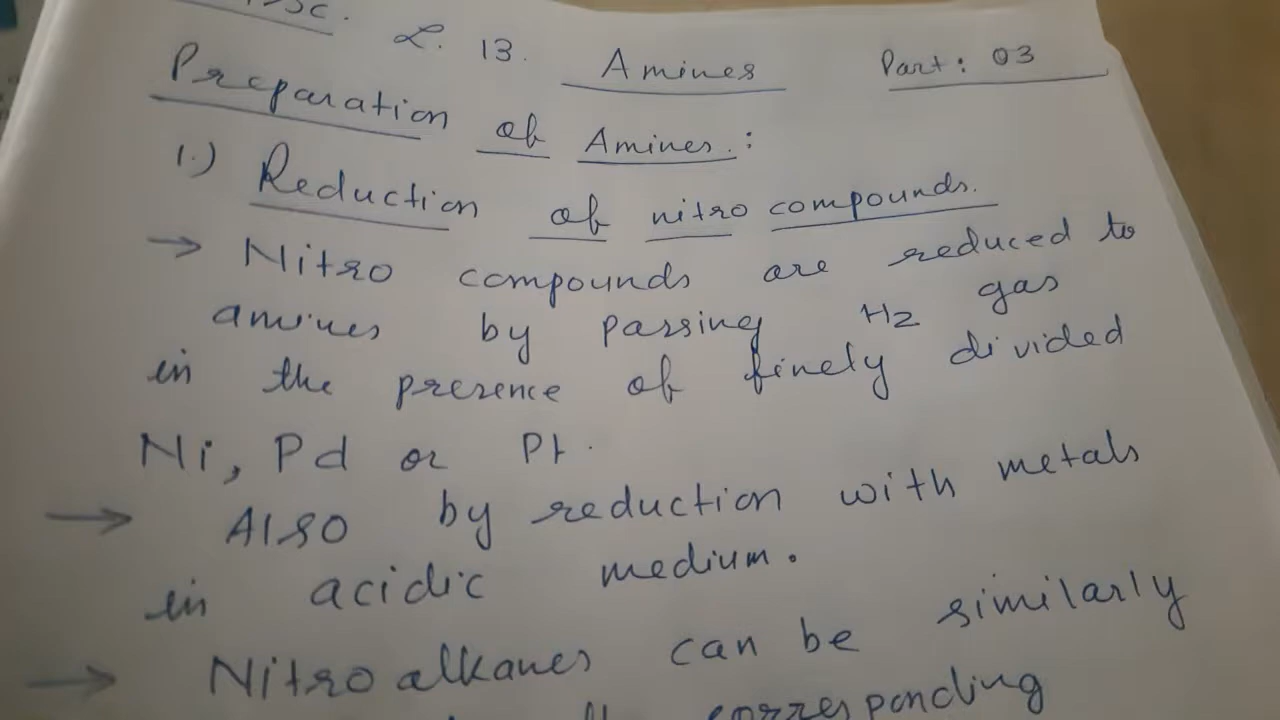 L. 13. Amines Part: 03
Preparation of Amines:
1.) Reduction of nitro compounds.
→ Nitro compounds are reduced to
amines by passing H2 gas
in the presence of finely divided
Ni, Pd or Pt.
→ Also by reduction with metals
in acidic medium.
→ Nitroalkanes can be similarly
corresponding